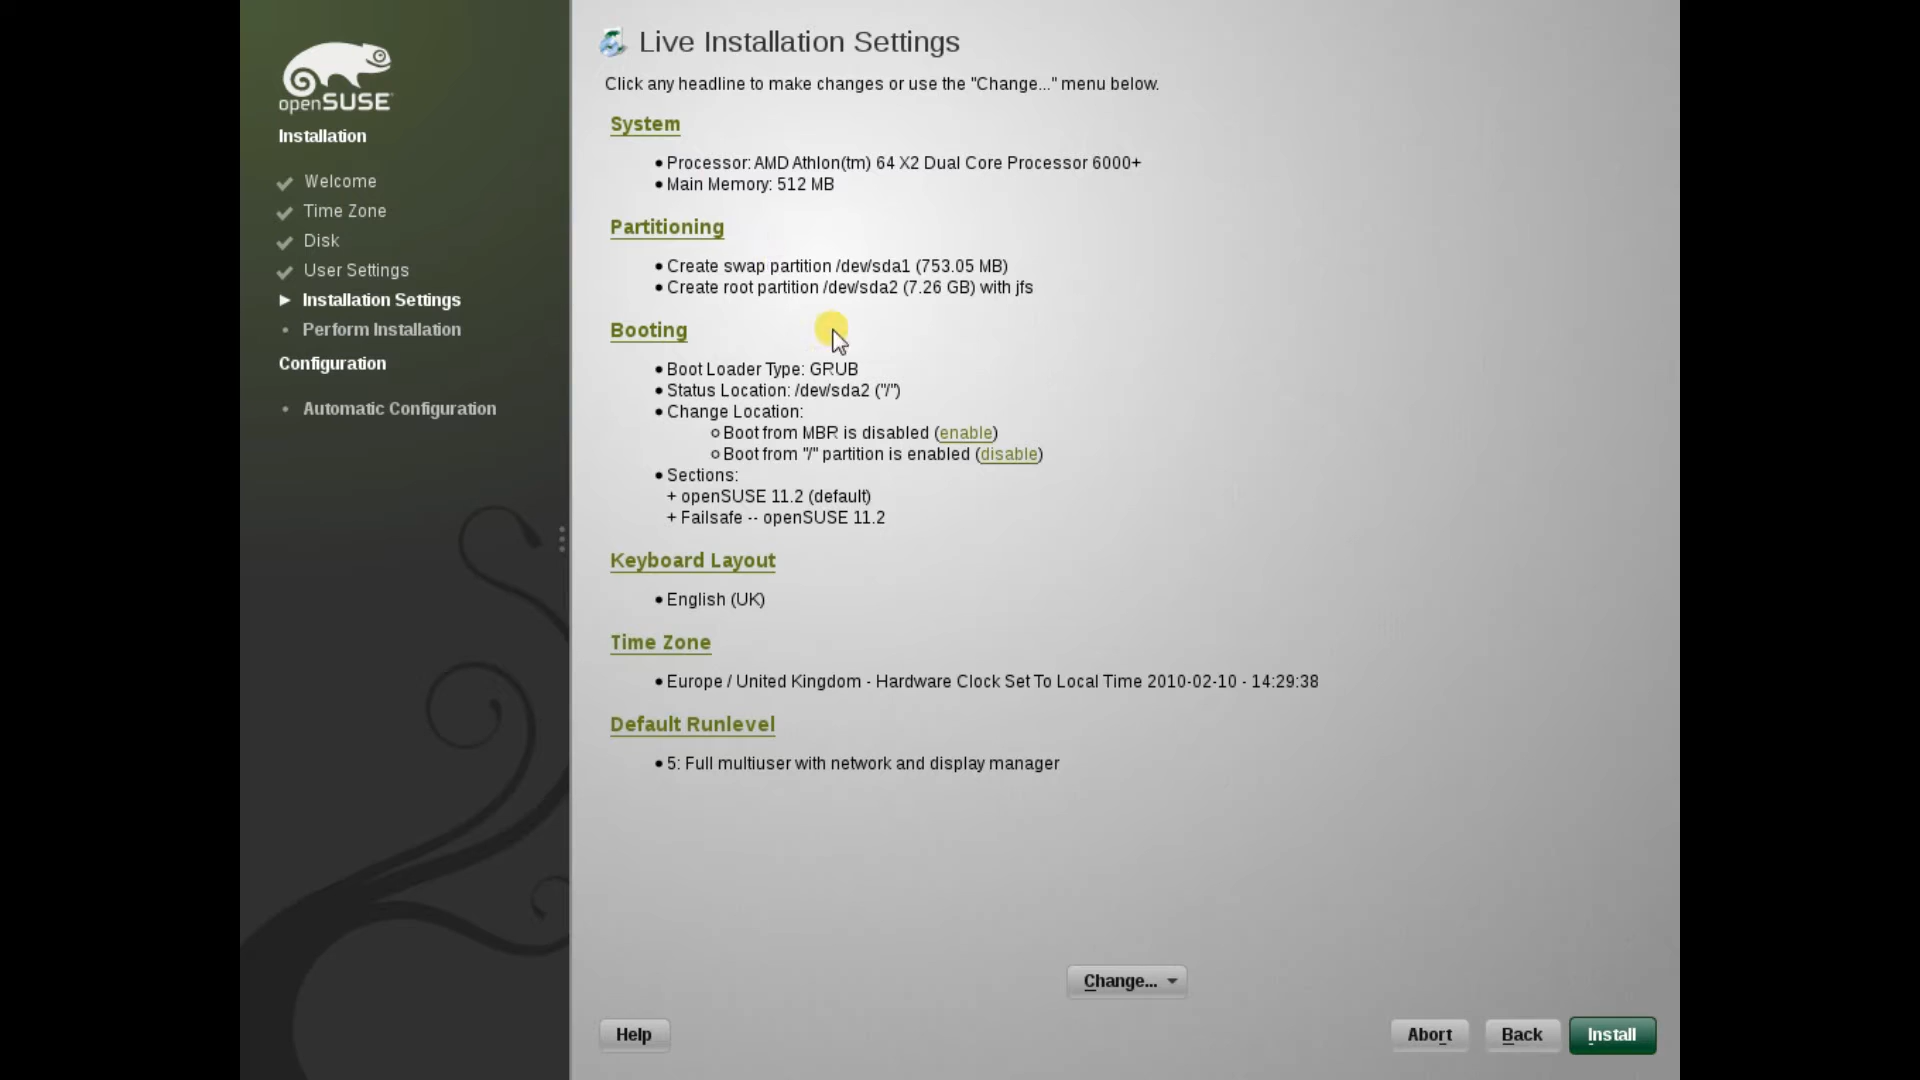 openSUSE
Installation
Welcome
Time Zone
Disk
User Settings
Installation Settings
Perform Installation
Configuration
Automatic Configuration
Live Installation Settings
Click any headline to make changes or use the "Change..." menu below.
System
• Processor: AMD Athlon(tm) 64 X2 Dual Core Processor 6000+
• Main Memory: 512 MB
Partitioning
• Create swap partition /dev/sda1 (753.05 MB)
• Create root partition /dev/sda2 (7.26 GB) with jfs
Booting
• Boot Loader Type: GRUB
• Status Location: /dev/sda2 ("/")
• Change Location:
o Boot from MBR is disabled (enable)
o Boot from "/" partition is enabled (disable)
• Sections:
+ openSUSE 11.2 (default)
+ Failsafe -- openSUSE 11.2
Keyboard Layout
• English (UK)
Time Zone
• Europe / United Kingdom - Hardware Clock Set To Local Time 2010-02-10 - 14:29:38
Default Runlevel
• 5: Full multiuser with network and display manager
Change...
Help
Abort
Back
Install